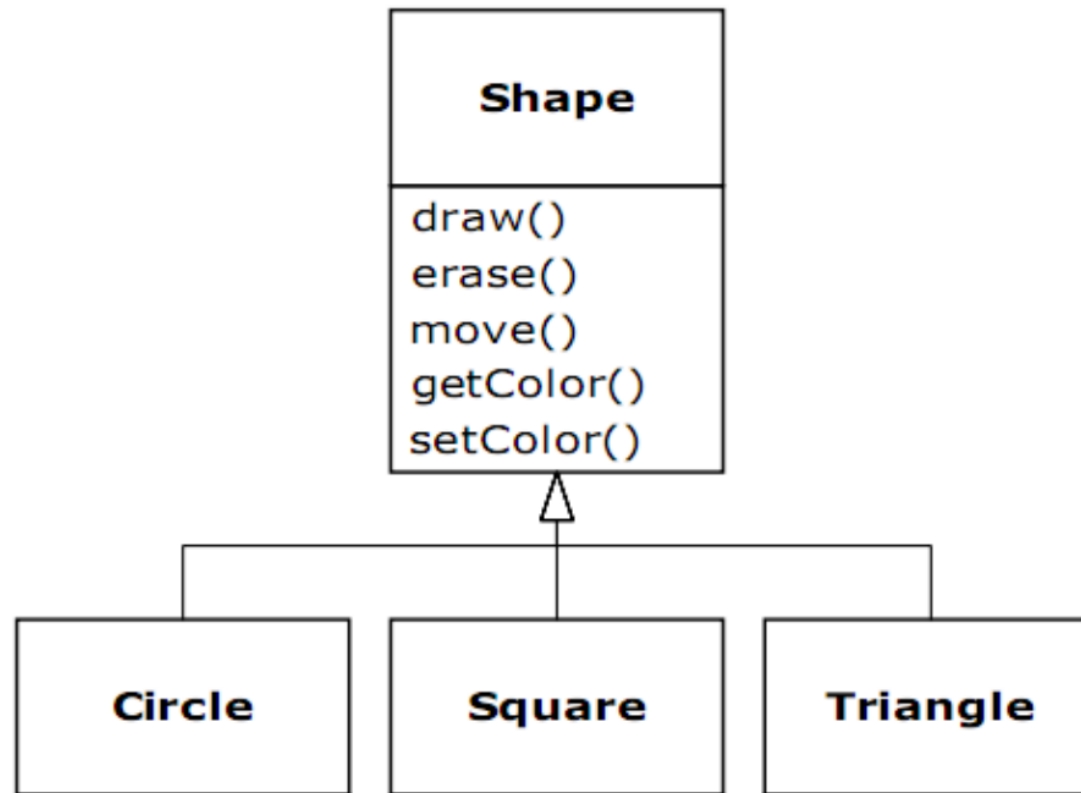 Shape
draw()
erase()
move()
getColor()
setColor()
Circle
Square
Triangle